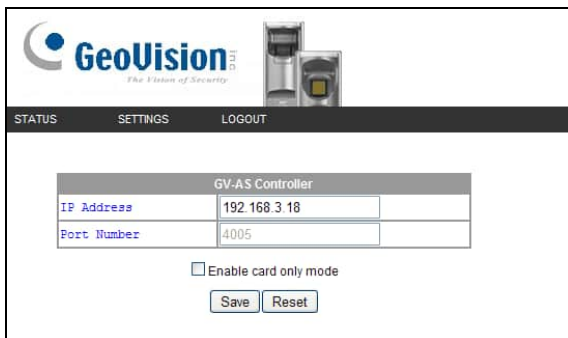 GeoVision inc
The Vision of Security
STATUS SETTINGS LOGOUT
GV-AS Controller
IP Address 192.168.3.18
Port Number 4005
Enable card only mode
Save Reset